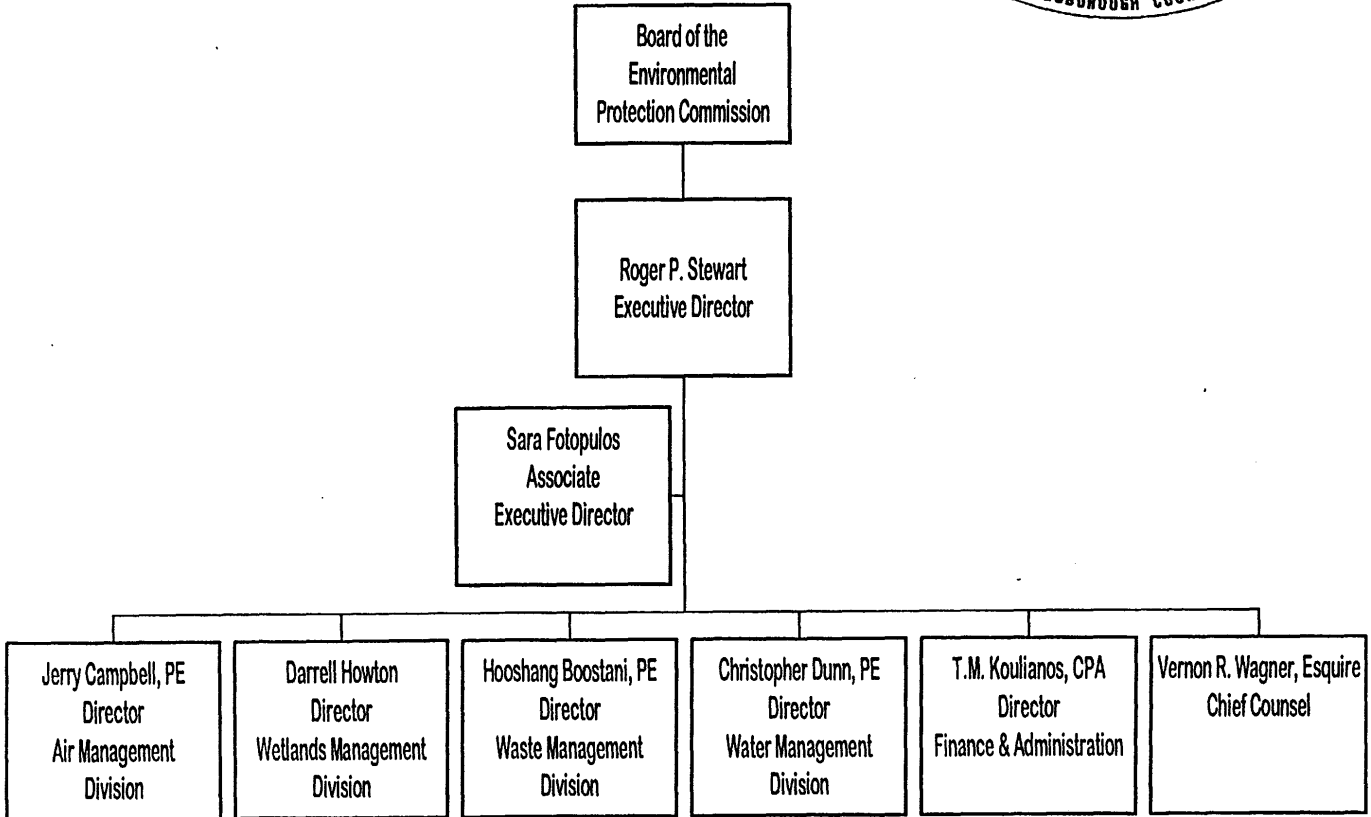 Board of the
Environmental
Protection Commission
Roger P. Stewart
Executive Director
Sara Fotopulos
Associate
Executive Director
Jerry Campbell, PE
Director
Air Management
Division
Darrell Howton
Director
Wetlands Management
Division
Hooshang Boostani, PE
Director
Waste Management
Division
Christopher Dunn, PE
Director
Water Management
Division
T.M. Koulianos, CPA
Director
Finance & Administration
Vernon R. Wagner, Esquire
Chief Counsel